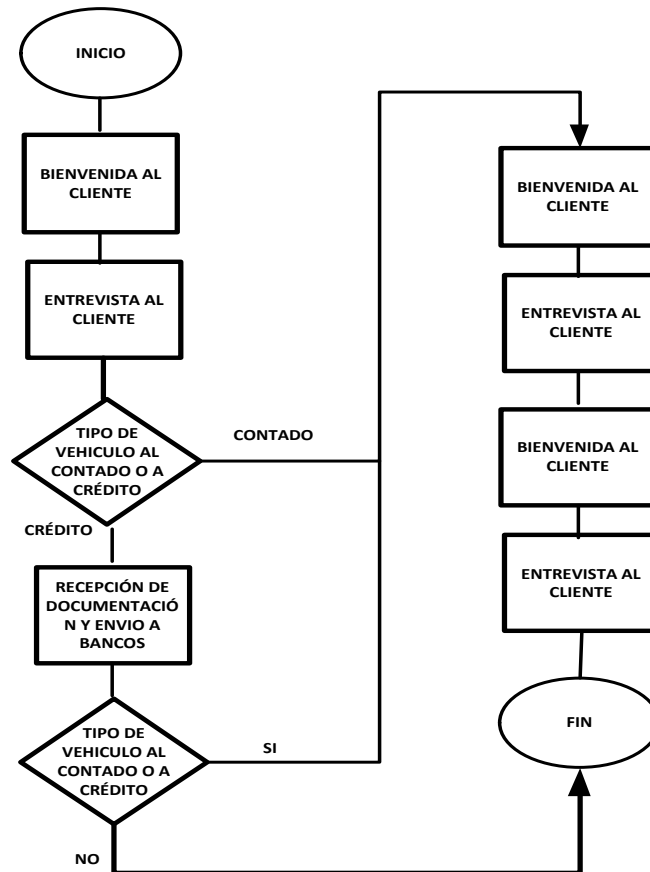 INICIO
BIENVENIDA AL
CLIENTE
ENTREVISTA AL
CLIENTE
TIPO DE
VEHICULO AL
CONTADO O A
CRÉDITO
CONTADO
CRÉDITO
RECEPCIÓN DE
DOCUMENTACIÓ
N Y ENVIO A
BANCOS
TIPO DE
VEHICULO AL
CONTADO O A
CRÉDITO
SI
NO
BIENVENIDA AL
CLIENTE
ENTREVISTA AL
CLIENTE
BIENVENIDA AL
CLIENTE
ENTREVISTA AL
CLIENTE
FIN